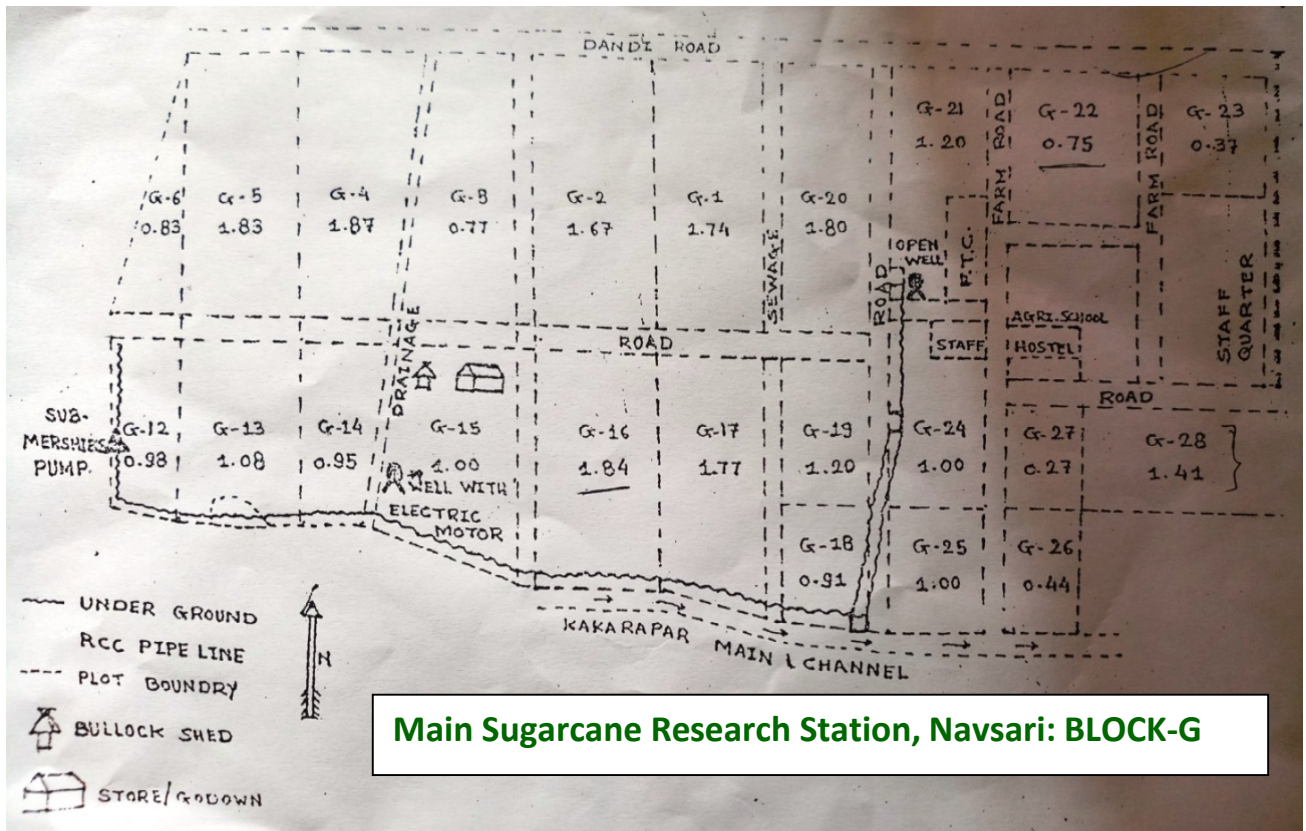 DANDI ROAD
G-6
0.83
G-5
1.83
G-4
1.87
G-3
0.77
G-2
1.67
G-1
1.74
SEWAGE
G-20
1.80
ROAD
G-21
1.20
FARM ROAD
G-22
0.75
FARM ROAD
G-23
0.37
OPEN
WELL
F.T.C.
STAFF
QUARTER
DRAINAGE
ROAD
STAFF
AGRI.SCHOOL
HOSTEL
ROAD
SUB-
MERSHIBES
PUMP.
G-12
0.98
G-13
1.08
G-14
0.95
G-15
1.00
WELL WITH
ELECTRIC
MOTOR
G-16
1.84
G-17
1.77
G-19
1.20
G-24
1.00
G-27
0.27
G-28
1.41
G-18
0.91
G-25
1.00
G-26
0.44
KAKARAPAR MAIN CHANNEL
UNDER GROUND
RCC PIPE LINE
PLOT BOUNDRY
BULLOCK SHED
STORE/GODOWN
N
Main Sugarcane Research Station, Navsari: BLOCK-G